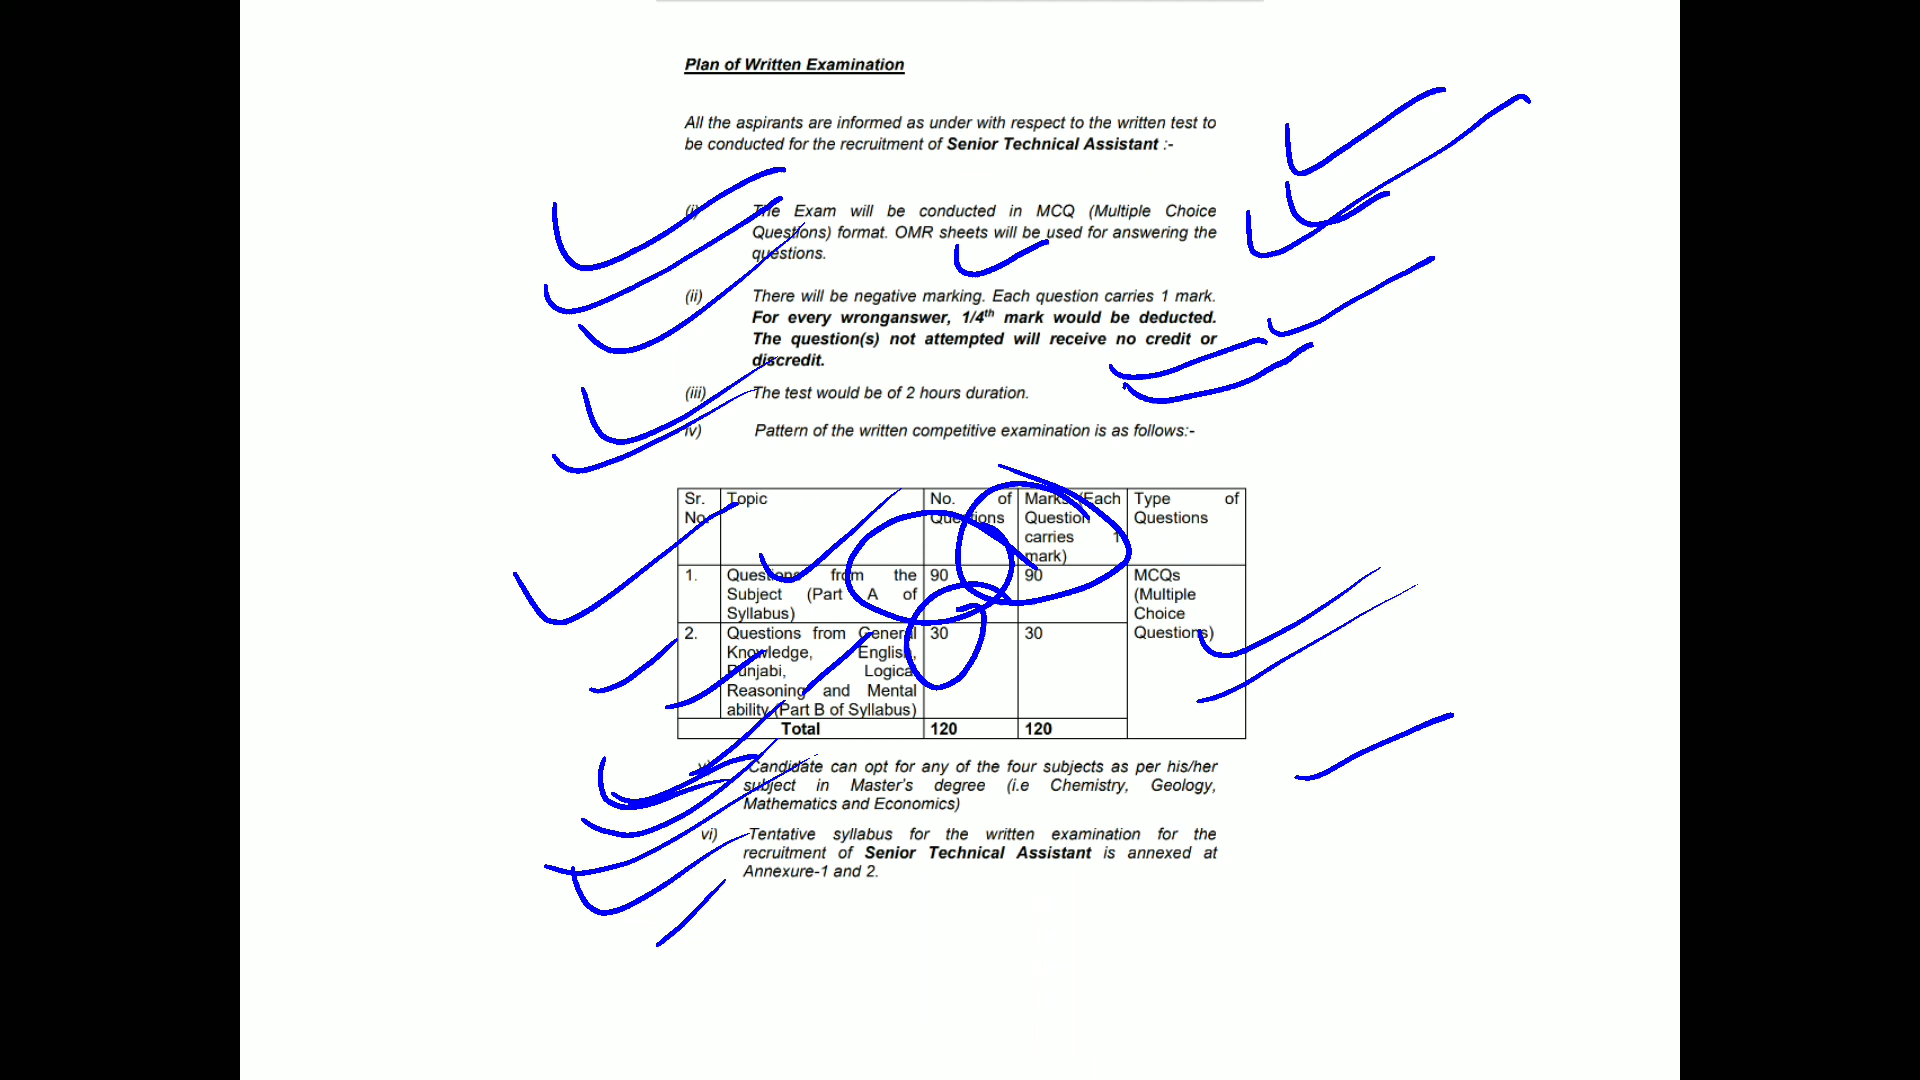 Plan of Written Examination
All the aspirants are informed as under with respect to the written test to
be conducted for the recruitment of Senior Technical Assistant :-
(i) The Exam will be conducted in MCQ (Multiple Choice
Questions) format. OMR sheets will be used for answering the
questions.
(ii) There will be negative marking. Each question carries 1 mark.
For every wronganswer, 1/4th mark would be deducted.
The question(s) not attempted will receive no credit or
discredit.
(iii) The test would be of 2 hours duration.
iv) Pattern of the written competitive examination is as follows:-
Sr. No. Topic No. of Questions Marks (Each Question carries 1 mark) Type of Questions
1. Questions from the Subject (Part A of Syllabus) 90 90 MCQs (Multiple Choice Questions)
2. Questions from General Knowledge, English, Punjabi, Logical Reasoning and Mental ability (Part B of Syllabus) 30 30
Total 120 120
v) Candidate can opt for any of the four subjects as per his/her
subject in Master's degree (i.e Chemistry, Geology,
Mathematics and Economics)
vi) Tentative syllabus for the written examination for the
recruitment of Senior Technical Assistant is annexed at
Annexure-1 and 2.